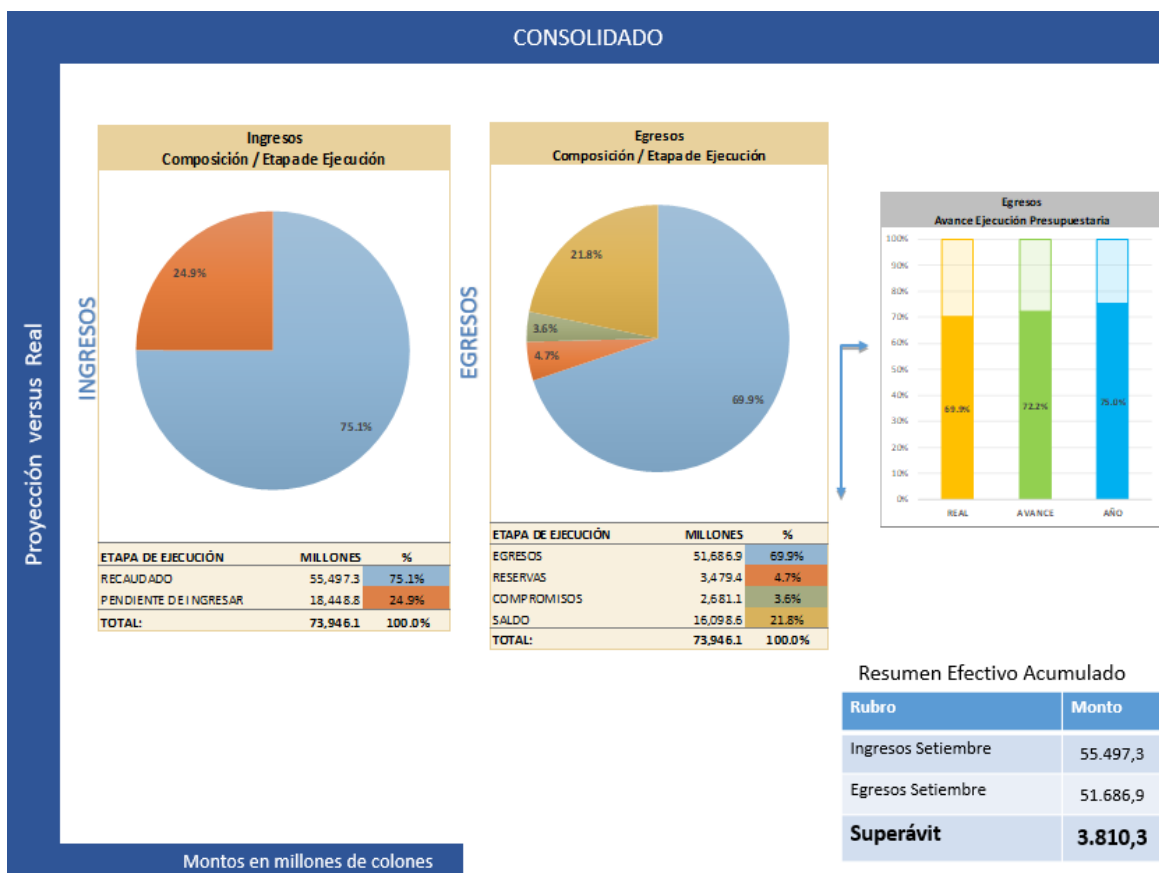 CONSOLIDADO
Proyección versus Real
INGRESOS
Ingresos
Composición / Etapa de Ejecución
24.9%
75.1%
ETAPA DE EJECUCIÓN MILLONES %
RECAUDADO 55,497.3 75.1%
PENDIENTE DE INGRESAR 18,448.8 24.9%
TOTAL: 73,946.1 100.0%
EGRESOS
Egresos
Composición / Etapa de Ejecución
21.8%
3.6%
4.7%
69.9%
ETAPA DE EJECUCIÓN MILLONES %
EGRESOS 51,686.9 69.9%
RESERVAS 3,479.4 4.7%
COMPROMISOS 2,681.1 3.6%
SALDO 16,098.6 21.8%
TOTAL: 73,946.1 100.0%
Egresos
Avance Ejecución Presupuestaria
100%
90%
80%
70%
60%
50%
40%
30%
20%
10%
0%
69.9% 72.2% 75.0%
REAL AVANCE AÑO
Resumen Efectivo Acumulado
Rubro Monto
Ingresos Setiembre 55.497,3
Egresos Setiembre 51.686,9
Superávit 3.810,3
Montos en millones de colones